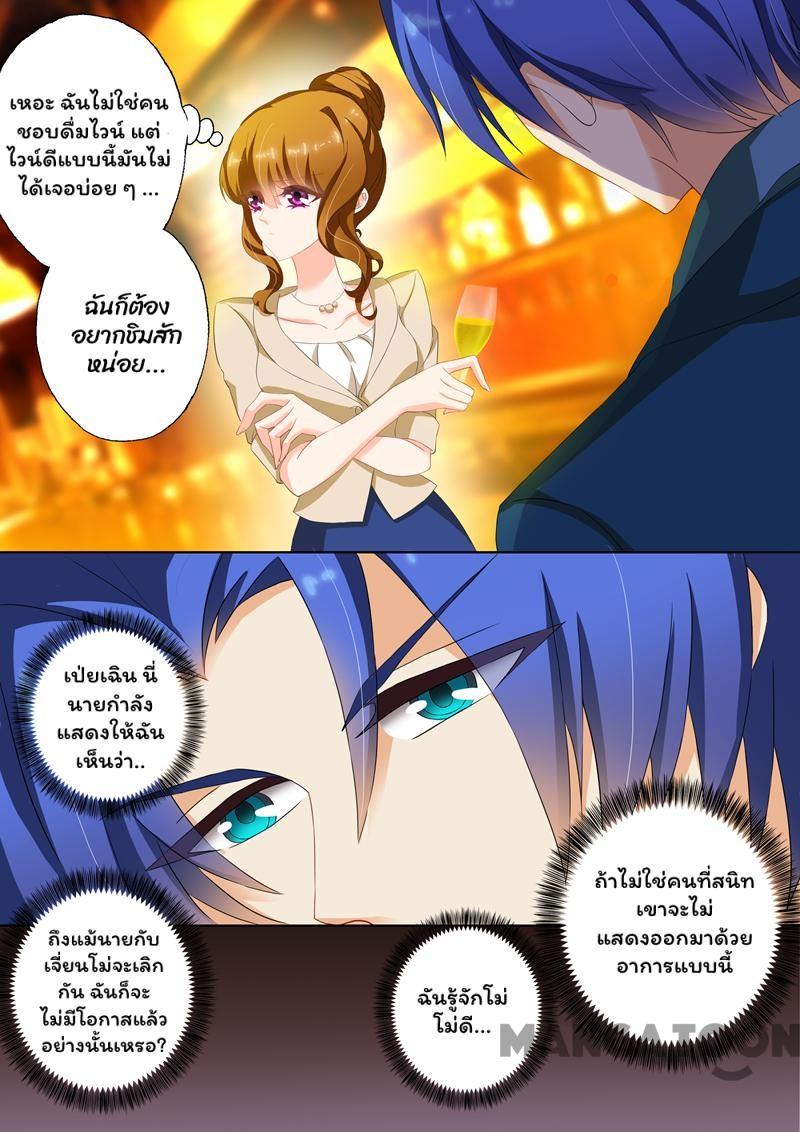 เหอะ ฉันไม่ใช่คน
ชอบดื่มไวน์ แต่
ไวน์ดีแบบนี้มันไม่
ได้เจอบ่อย ๆ ...
ฉันก็ต้อง
อยากชิมสัก
หน่อย...
เป่ยเฉิน นี่
นายกำลัง
แสดงให้ฉัน
เห็นว่า..
ถ้าไม่ใช่คนที่สนิท
เขาจะไม่
แสดงออกมาด้วย
อาการแบบนี้
ถึงแม้นายกับ
เจี่ยนโม่จะเลิก
กัน ฉันก็จะ
ไม่มีโอกาสแล้ว
อย่างนั้นเหรอ?
ฉันรู้จักโม่
โม่ดี...
MANGATOON